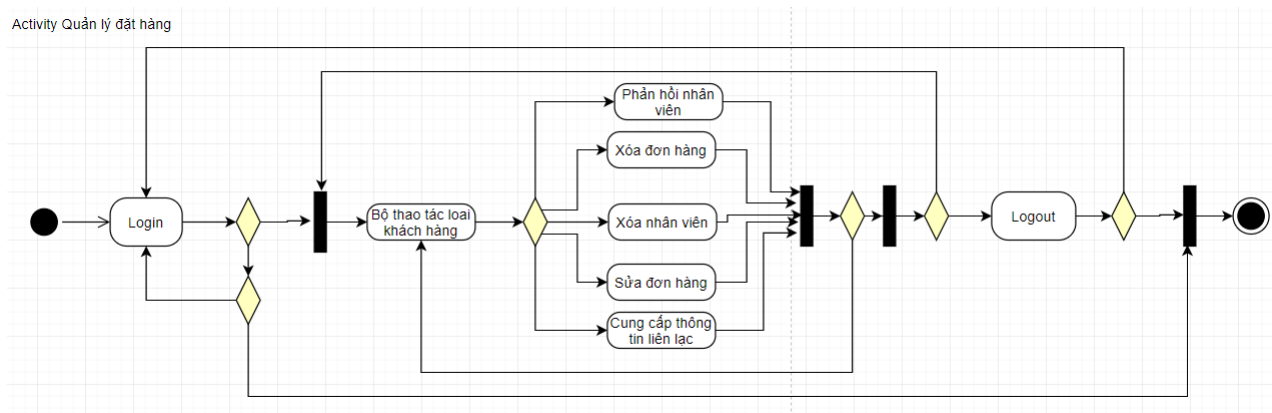 Activity Quản lý đặt hàng
Login
Bộ thao tác loai
khách hàng
Phản hồi nhân
viên
Xóa đơn hàng
Xóa nhân viên
Sửa đơn hàng
Cung cấp thông
tin liên lạc
Logout